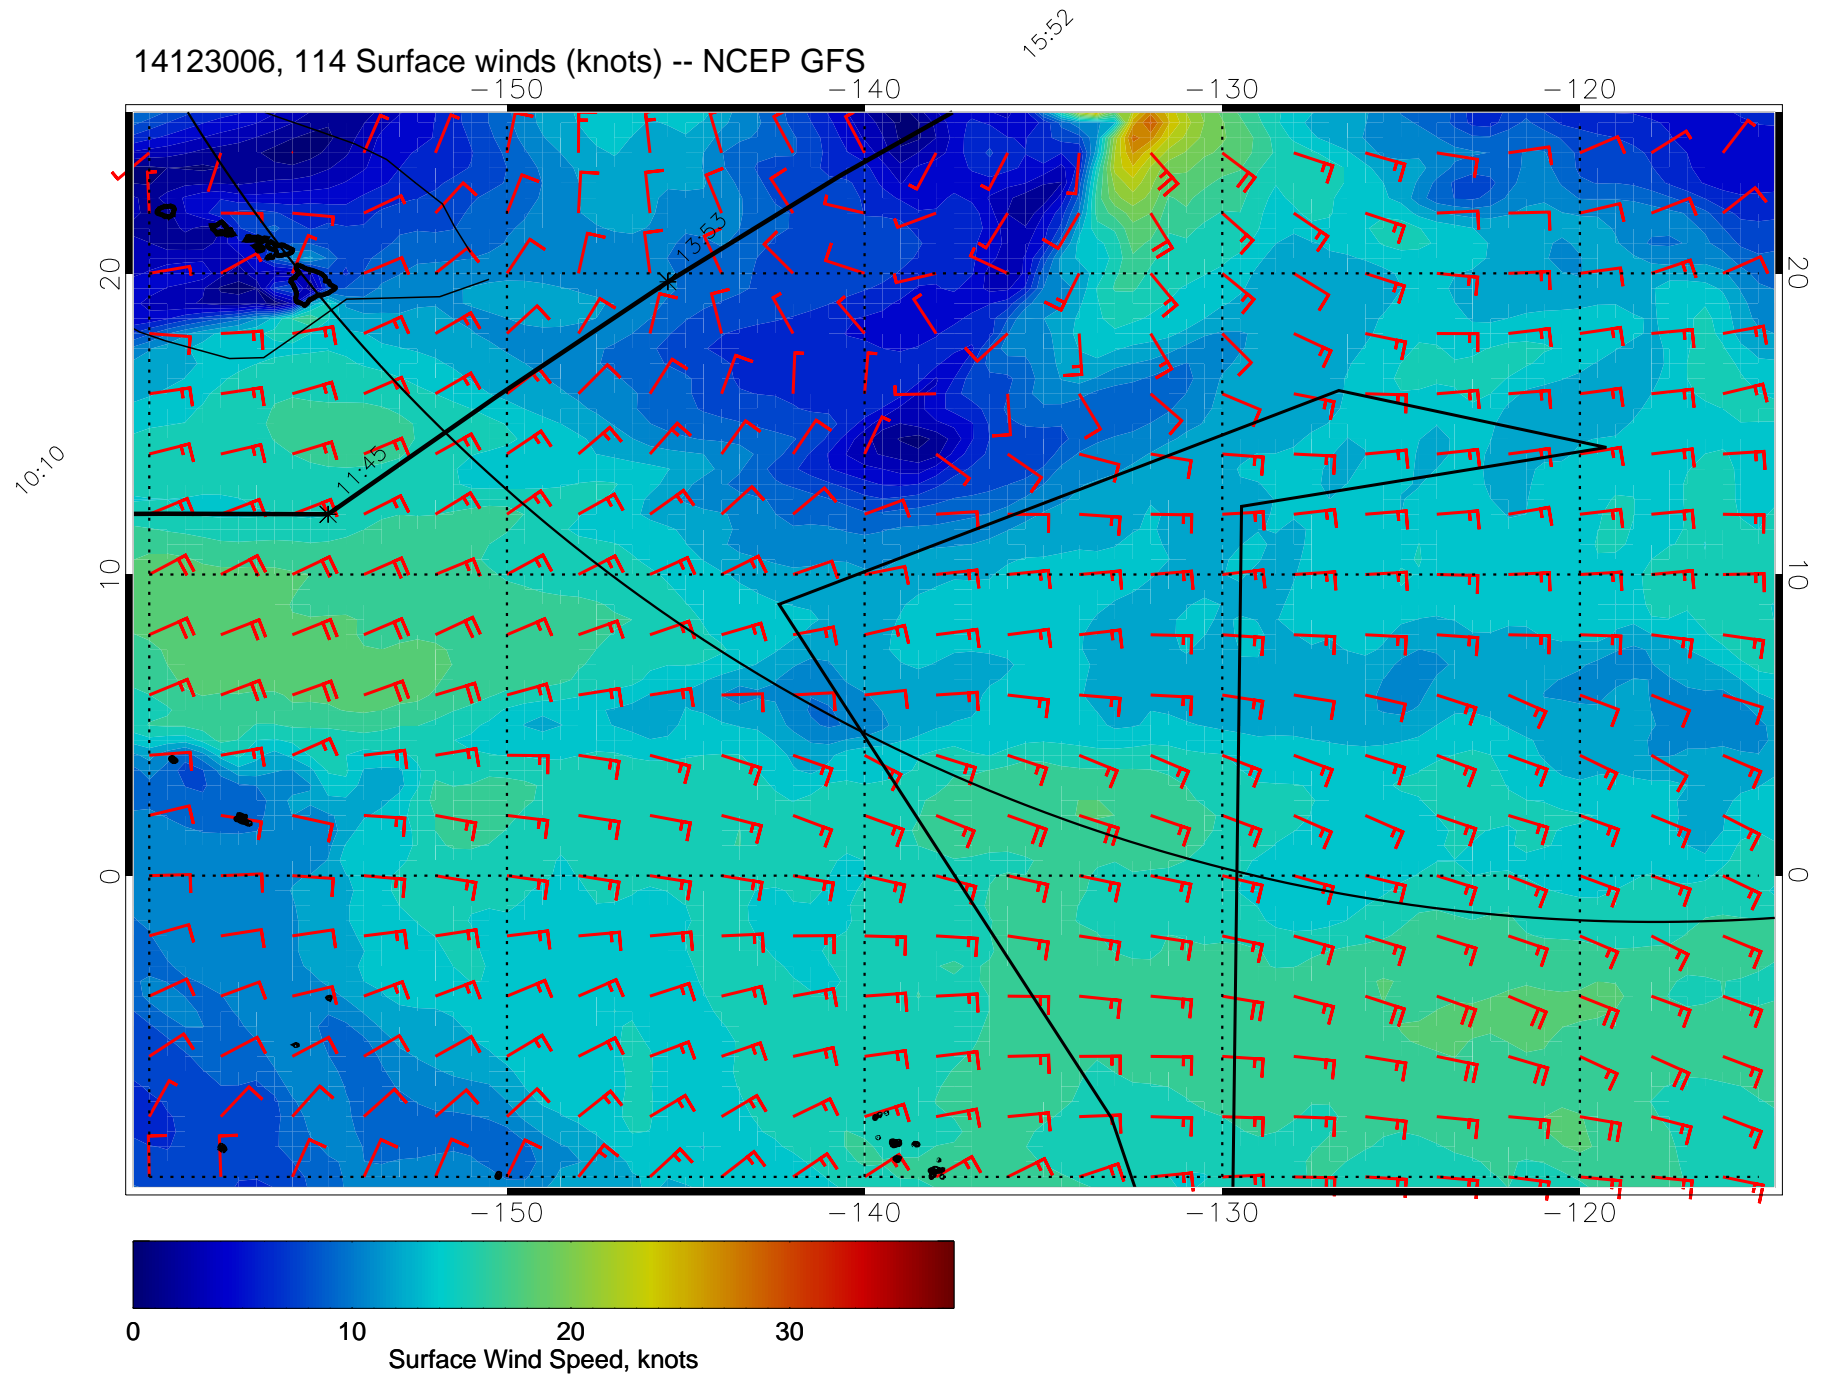 15:52
14123006, 114 Surface winds (knots) -- NCEP GFS
-150 -140 -130 -120
13:53
20 20
11:45
10:10
10 10
0 0
-150 -140 -130 -120
0 10 20 30
Surface Wind Speed, knots